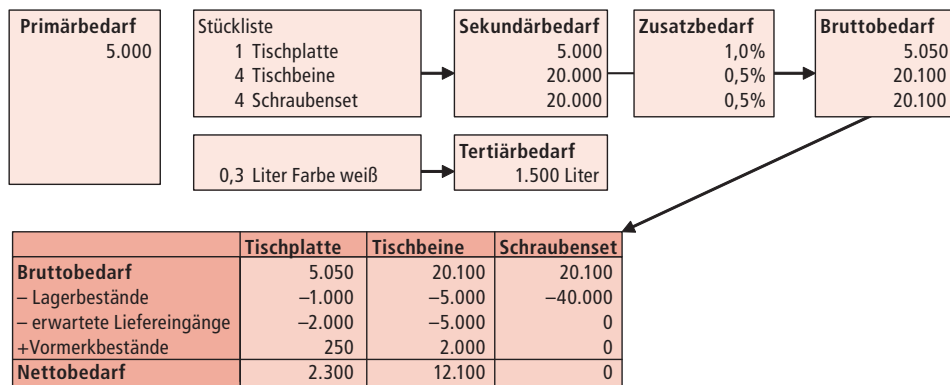 Primärbedarf
5.000
Stückliste
1 Tischplatte
4 Tischbeine
4 Schraubenset
Sekundärbedarf
5.000
20.000
20.000
Zusatzbedarf
1,0%
0,5%
0,5%
Bruttobedarf
5.050
20.100
20.100
0,3 Liter Farbe weiß
Tertiärbedarf
1.500 Liter
Tischplatte Tischbeine Schraubenset
Bruttobedarf 5.050 20.100 20.100
– Lagerbestände –1.000 –5.000 –40.000
– erwartete Liefereingänge –2.000 –5.000 0
+Vormerkbestände 250 2.000 0
Nettobedarf 2.300 12.100 0